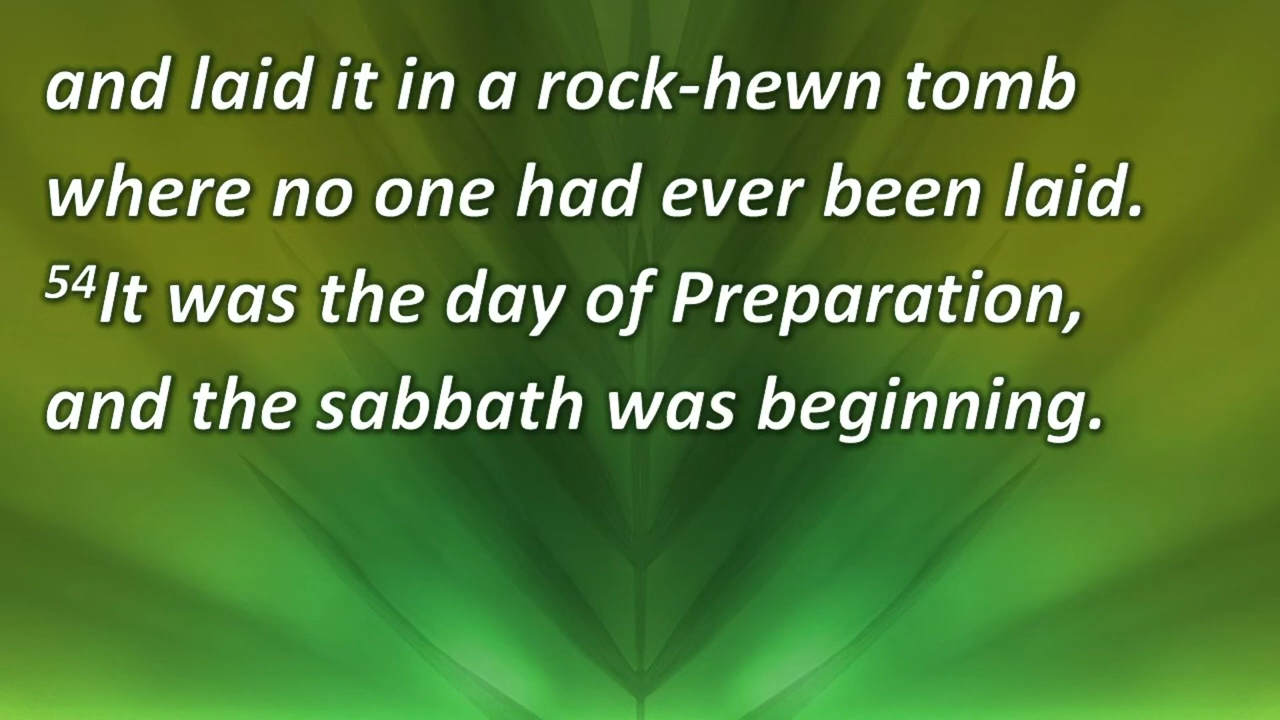 and laid it in a rock-hewn tomb
where no one had ever been laid.
54It was the day of Preparation,
and the sabbath was beginning.